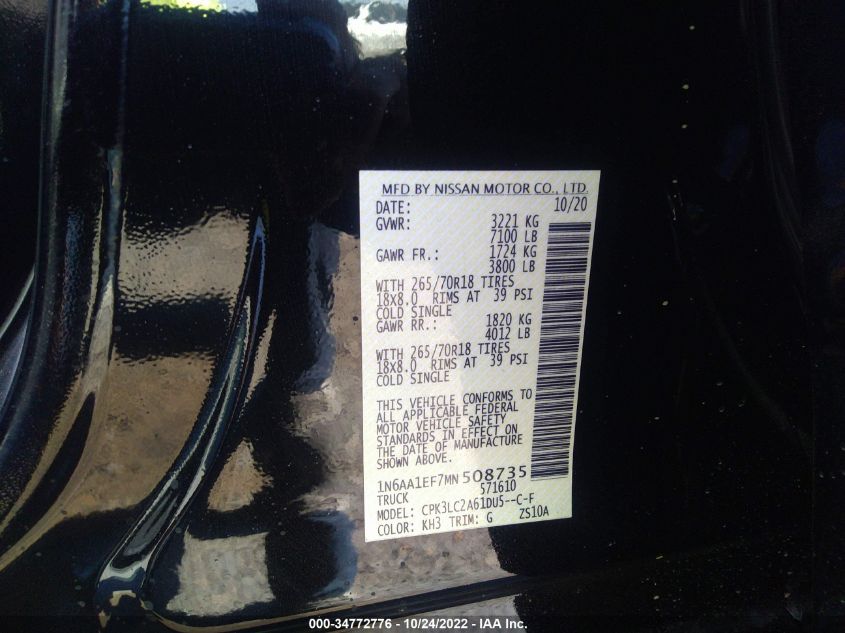 MFD BY NISSAN MOTOR CO., LTD.
DATE: 10/20
GVWR: 3221 KG
7100 LB
GAWR FR.: 1724 KG
3800 LB
WITH 265/70R18 TIRES
18X8.0 RIMS AT 39 PSI
COLD SINGLE
GAWR RR.: 1820 KG
4012 LB
WITH 265/70R18 TIRES
18X8.0 RIMS AT 39 PSI
COLD SINGLE
THIS VEHICLE CONFORMS TO
ALL APPLICABLE FEDERAL
MOTOR VEHICLE SAFETY
STANDARDS IN EFFECT ON
THE DATE OF MANUFACTURE
SHOWN ABOVE.
1N6AA1EF7MN508735
TRUCK 571610
MODEL: CPK3LC2A61DU5--C-F
COLOR: KH3 TRIM: G ZS10A
000-34772776 - 10/24/2022 - IAA Inc.